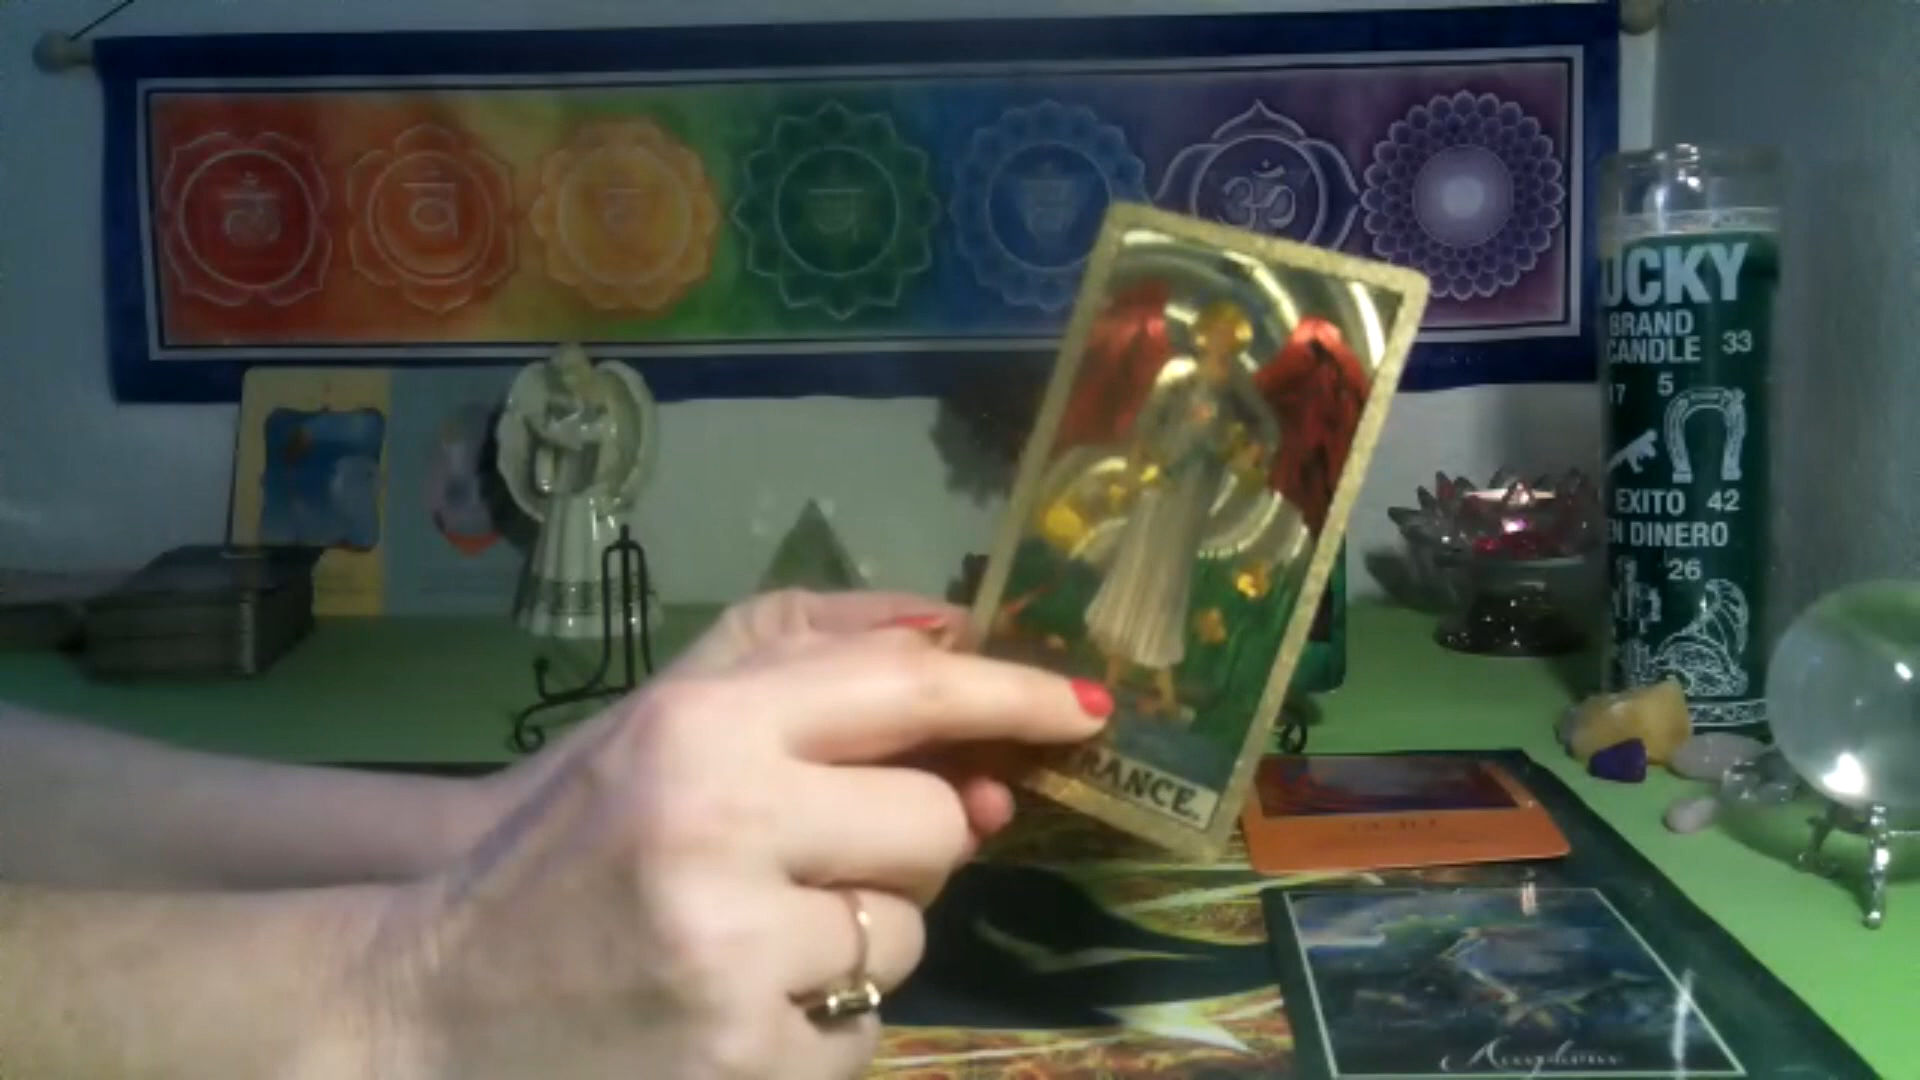 लं
वं
रं
यं
हं
ॐ
UCKY
BRAND
CANDLE 33
17 5
EXITO 42
EN DINERO
26
RANCE.